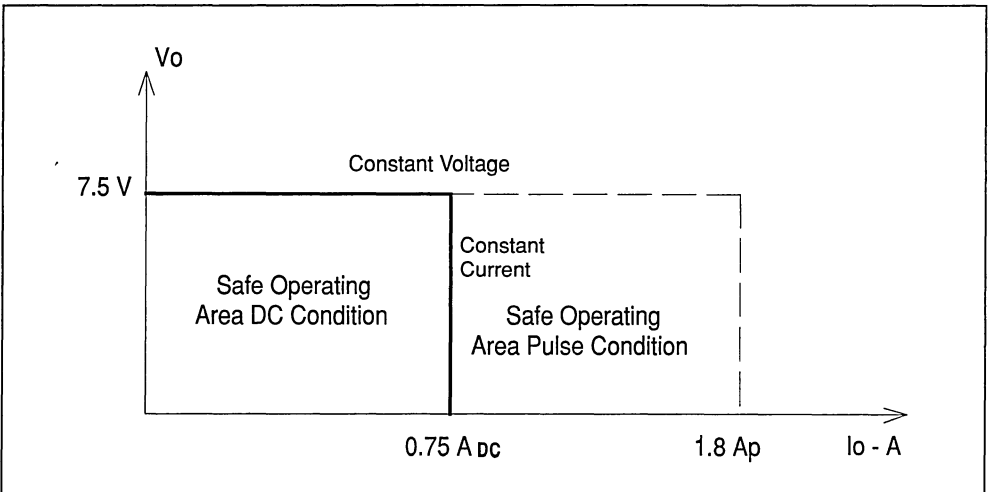 Vo
Constant Voltage
7.5 V
Constant
Current
Safe Operating
Area DC Condition
Safe Operating
Area Pulse Condition
0.75 A DC
1.8 Ap
Io - A